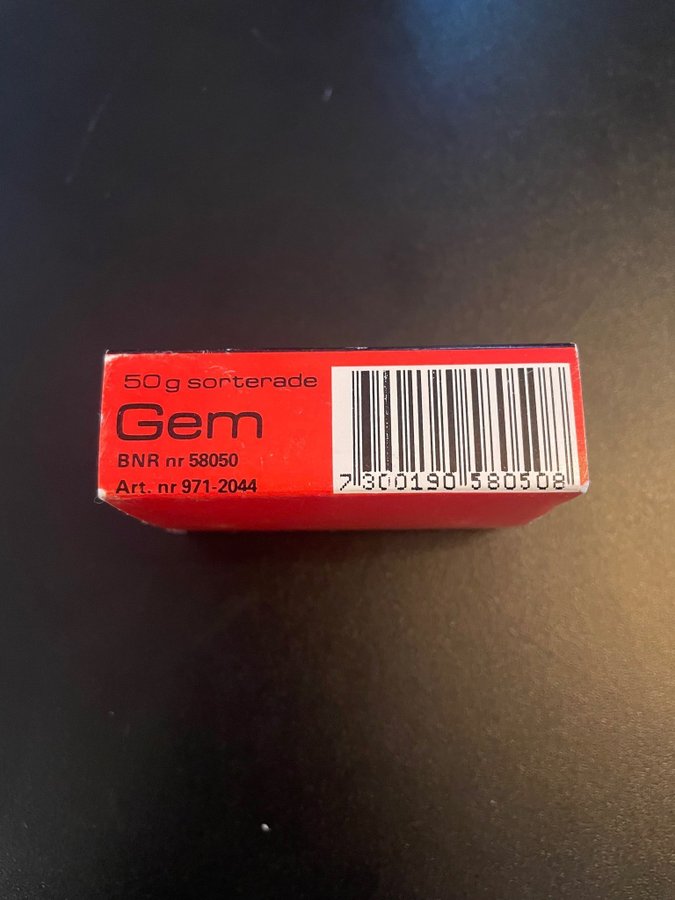 50 g sorterade
Gem
BNR nr 58050
Art. nr 971-2044
7 300190 580508